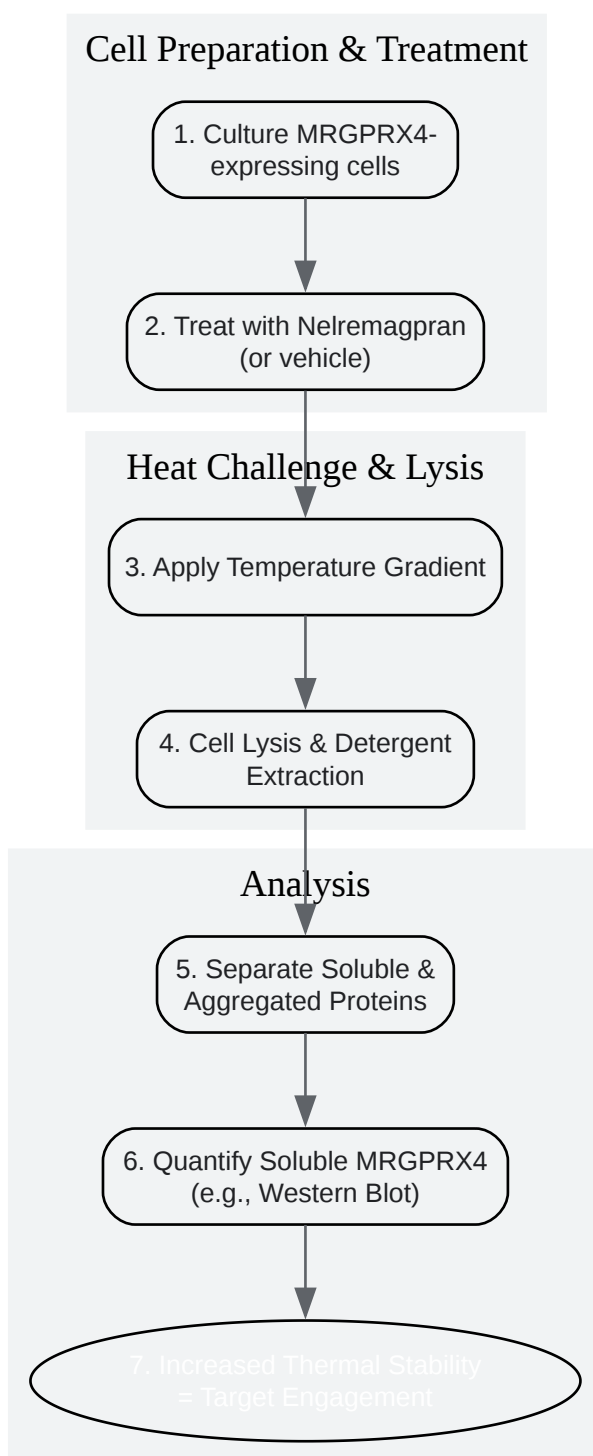 Cell Preparation & Treatment
1. Culture MRGPRX4-
expressing cells
2. Treat with Nelremagpran
(or vehicle)
Heat Challenge & Lysis
3. Apply Temperature Gradient
4. Cell Lysis & Detergent
Extraction
Analysis
5. Separate Soluble &
Aggregated Proteins
6. Quantify Soluble MRGPRX4
(e.g., Western Blot)
7. Increased Thermal Stability
= Target Engagement